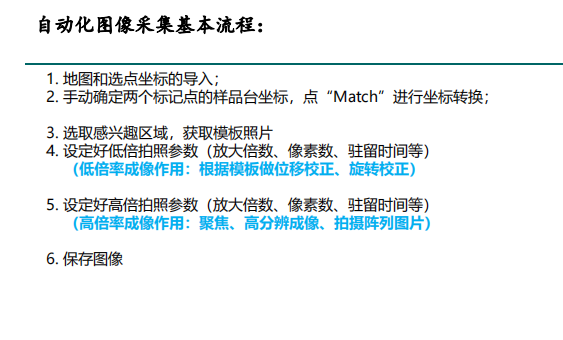 自动化图像采集基本流程：
1. 地图和选点坐标的导入；
2. 手动确定两个标记点的样品台坐标，点“Match”进行坐标转换；
3. 选取感兴趣区域，获取模板照片
4. 设定好低倍拍照参数（放大倍数、像素数、驻留时间等）
（低倍率成像作用：根据模板做位移校正、旋转校正）
5. 设定好高倍拍照参数（放大倍数、像素数、驻留时间等）
（高倍率成像作用：聚焦、高分辨成像、拍摄阵列图片）
6. 保存图像